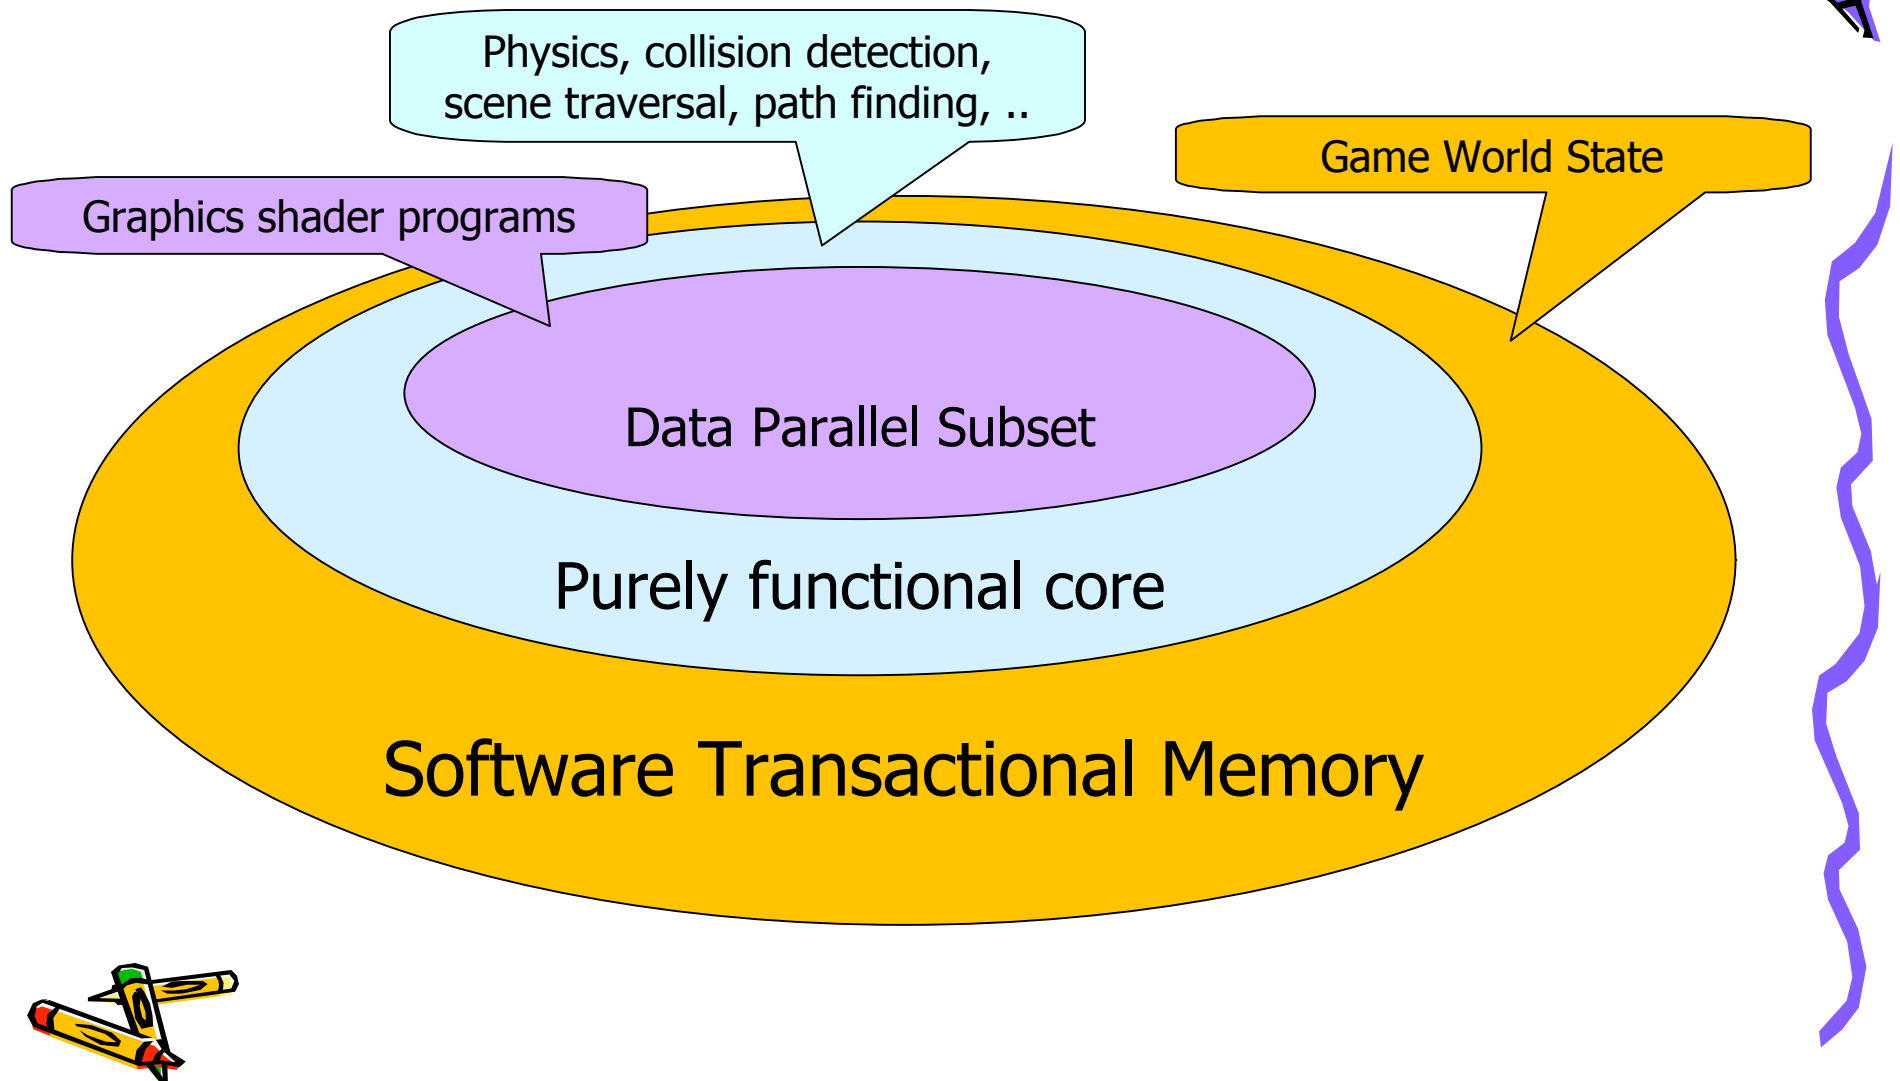 Physics, collision detection,
scene traversal, path finding, ..
Game World State
Graphics shader programs
Data Parallel Subset
Purely functional core
Software Transactional Memory